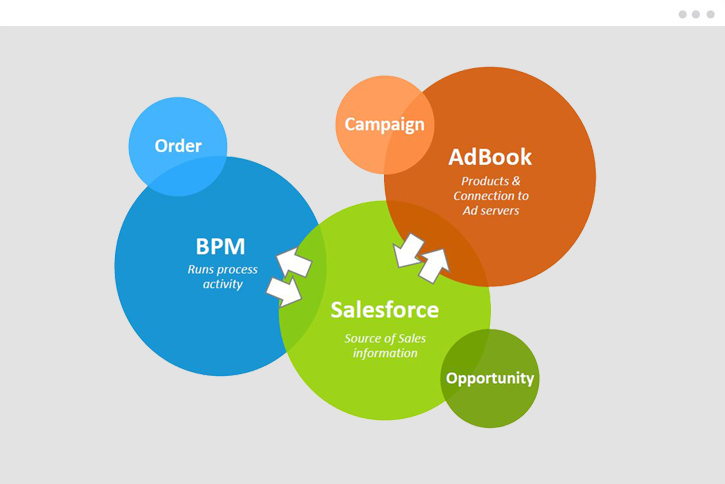 Order
BPM
Runs process
activity
Campaign
AdBook
Products &
Connection to
Ad servers
Salesforce
Source of Sales
information
Opportunity